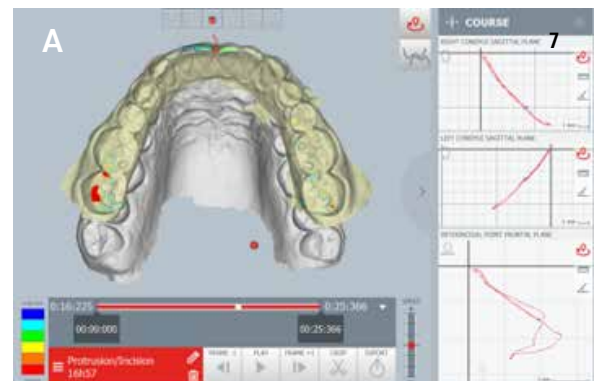 A
COURSE
7
RIGHT CONDYLE SAGITTAL PLANE
LEFT CONDYLE SAGITTAL PLANE
INTERINCISAL POINT FRONTAL PLANE
0:16:225
0:25:366
00:00:000
00:25:366
SPEED
Protrusion/Incision
16h57
FRAME -1
PLAY
FRAME +1
CROP
EXPORT